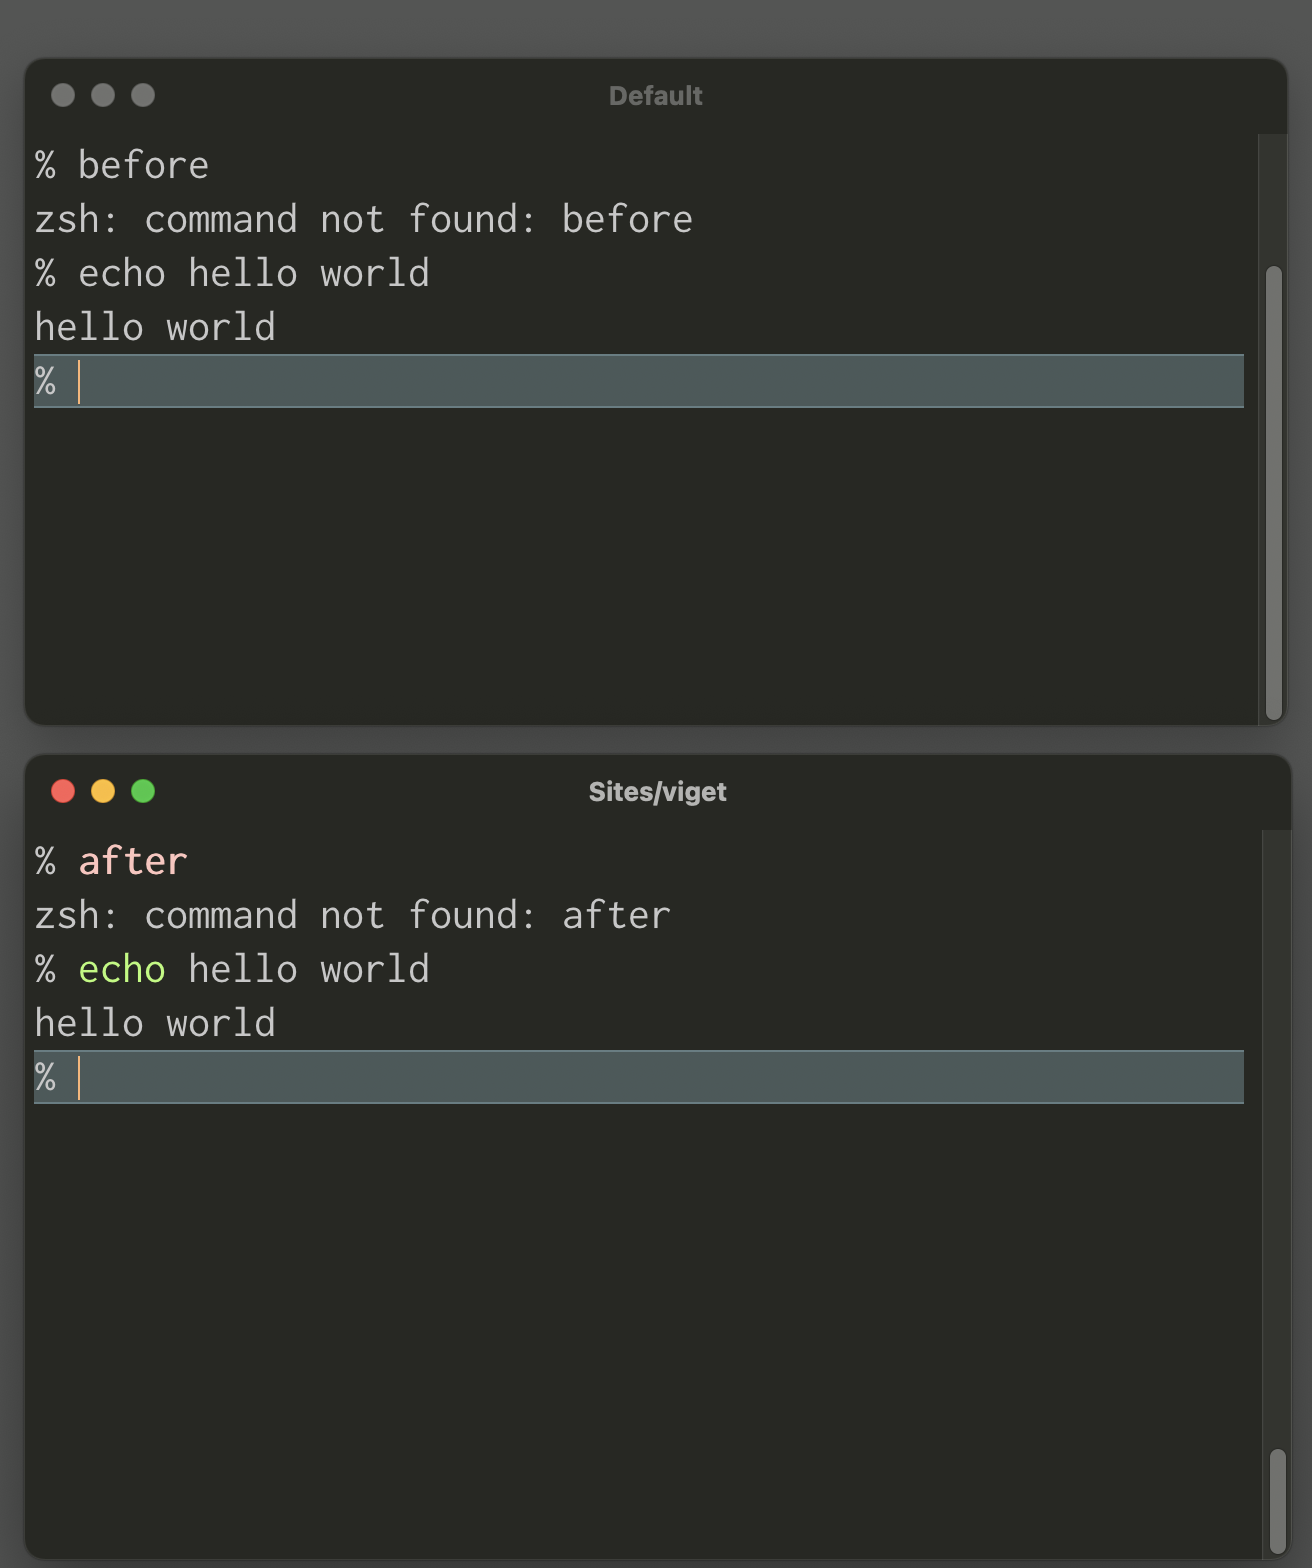 Default
% before
zsh: command not found: before
% echo hello world
hello world
%
Sites/viget
% after
zsh: command not found: after
% echo hello world
hello world
%